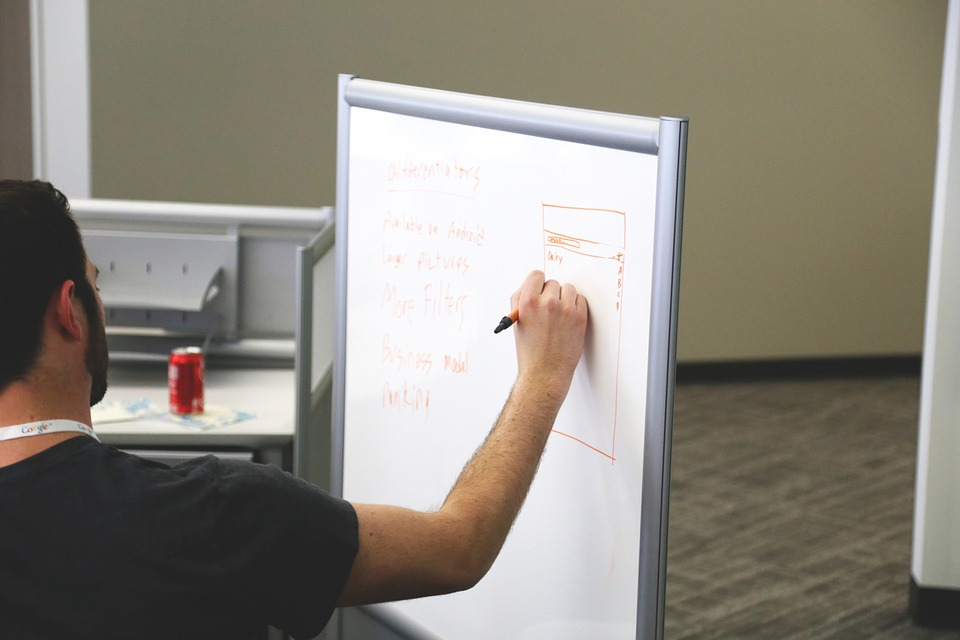 differentiators
Available on Android
Larger pictures
More Filters
Business model
ranking
Dairy
A
B
C
Google